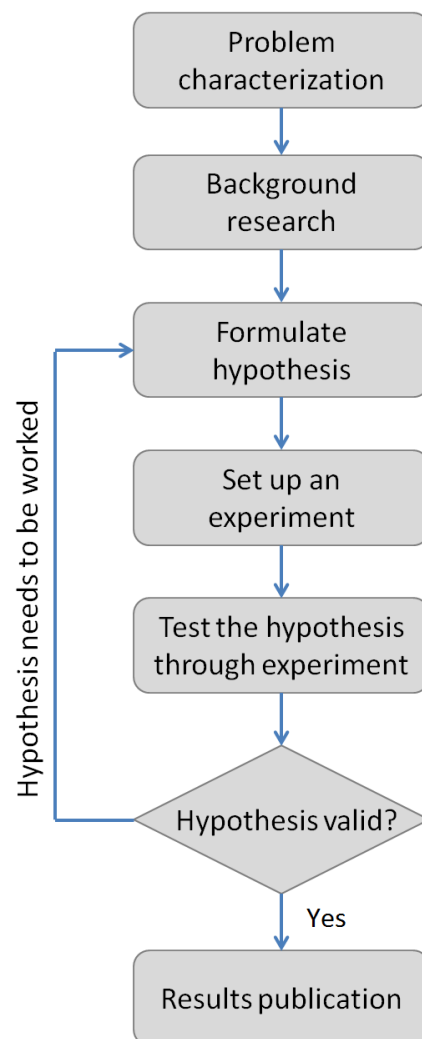 Problem
characterization
Background
research
Formulate
hypothesis
Set up an
experiment
Test the hypothesis
through experiment
Hypothesis valid?
Hypothesis needs to be worked
Yes
Results publication